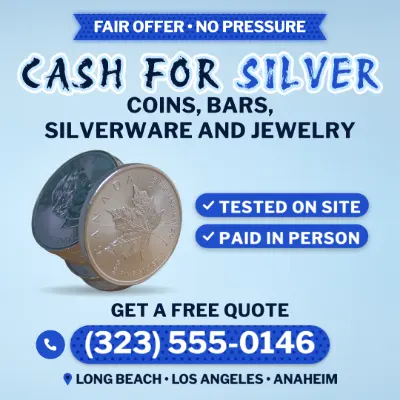 FAIR OFFER • NO PRESSURE
CASH FOR SILVER
COINS, BARS,
SILVERWARE AND JEWELRY
CANADA
TESTED ON SITE
PAID IN PERSON
GET A FREE QUOTE
(323) 555-0146
LONG BEACH • LOS ANGELES • ANAHEIM